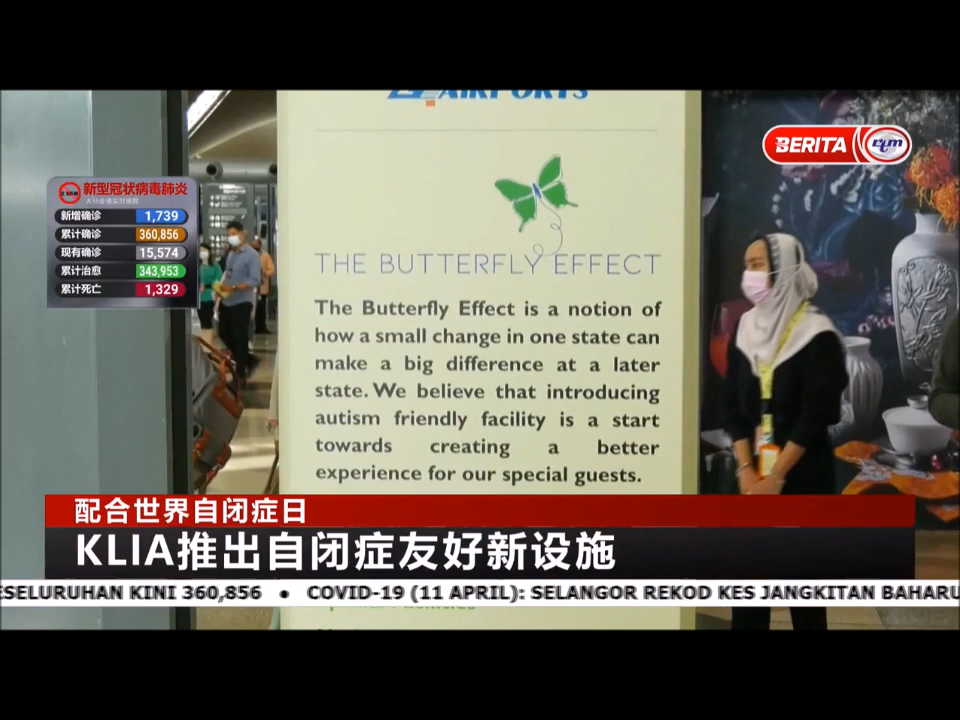 AIRPORTS
BERITA rtm
新型冠状病毒肺炎
新增确诊 1,739
累计确诊 360,856
现有确诊 15,574
累计治愈 343,953
累计死亡 1,329
THE BUTTERFLY EFFECT
The Butterfly Effect is a notion of
how a small change in one state can
make a big difference at a later
state. We believe that introducing
autism friendly facility is a start
towards creating a better
experience for our special guests.
配合世界自闭症日
KLIA推出自闭症友好新设施
ESELURUHAN KINI 360,856 • COVID-19 (11 APRIL): SELANGOR REKOD KES JANGKITAN BAHARU